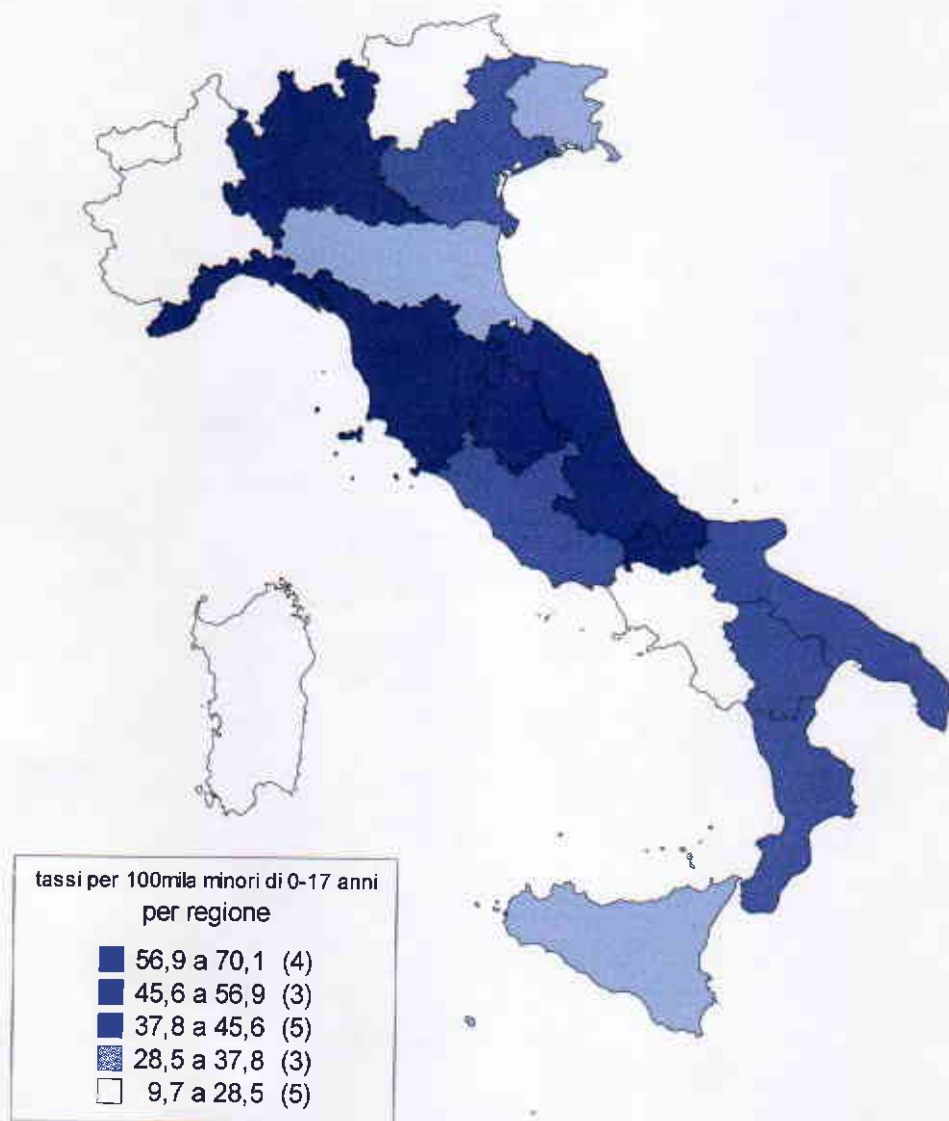 tassi per 100mila minori di 0-17 anni
per regione
56,9 a 70,1 (4)
45,6 a 56,9 (3)
37,8 a 45,6 (5)
28,5 a 37,8 (3)
9,7 a 28,5 (5)